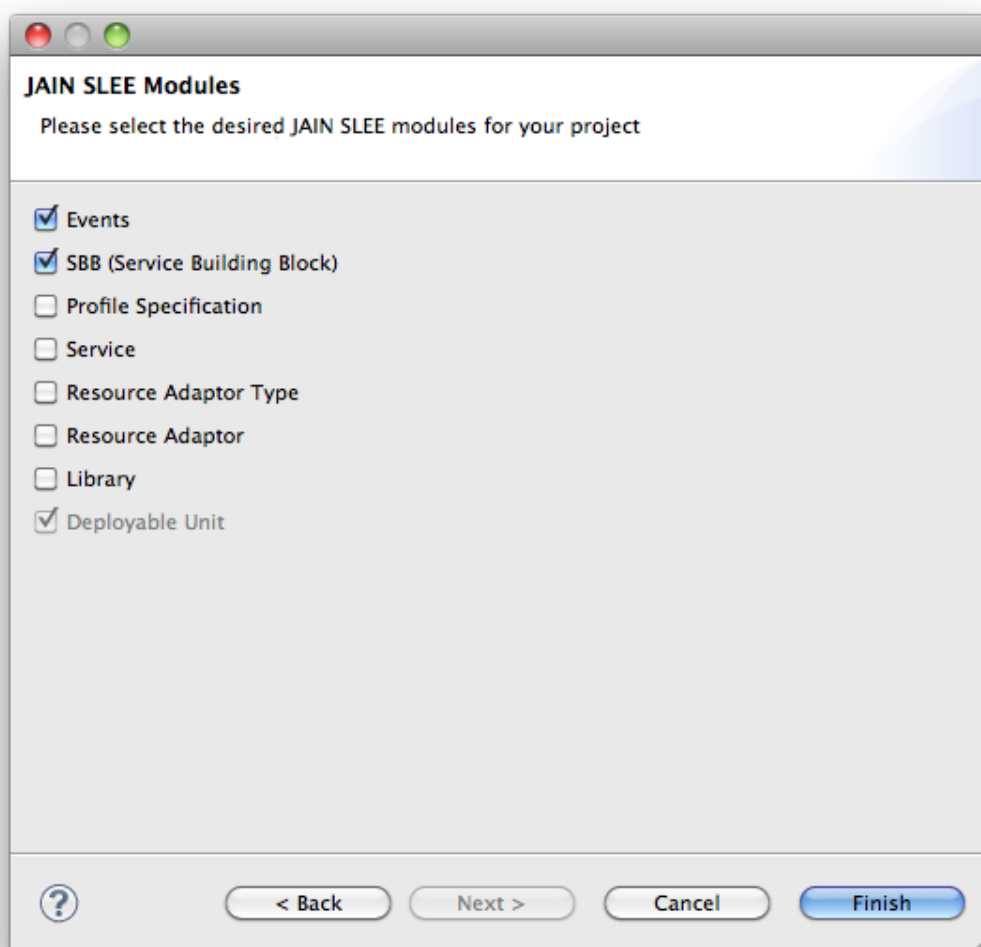 JAIN SLEE Modules
Please select the desired JAIN SLEE modules for your project
Events
SBB (Service Building Block)
Profile Specification
Service
Resource Adaptor Type
Resource Adaptor
Library
Deployable Unit
? < Back Next > Cancel Finish